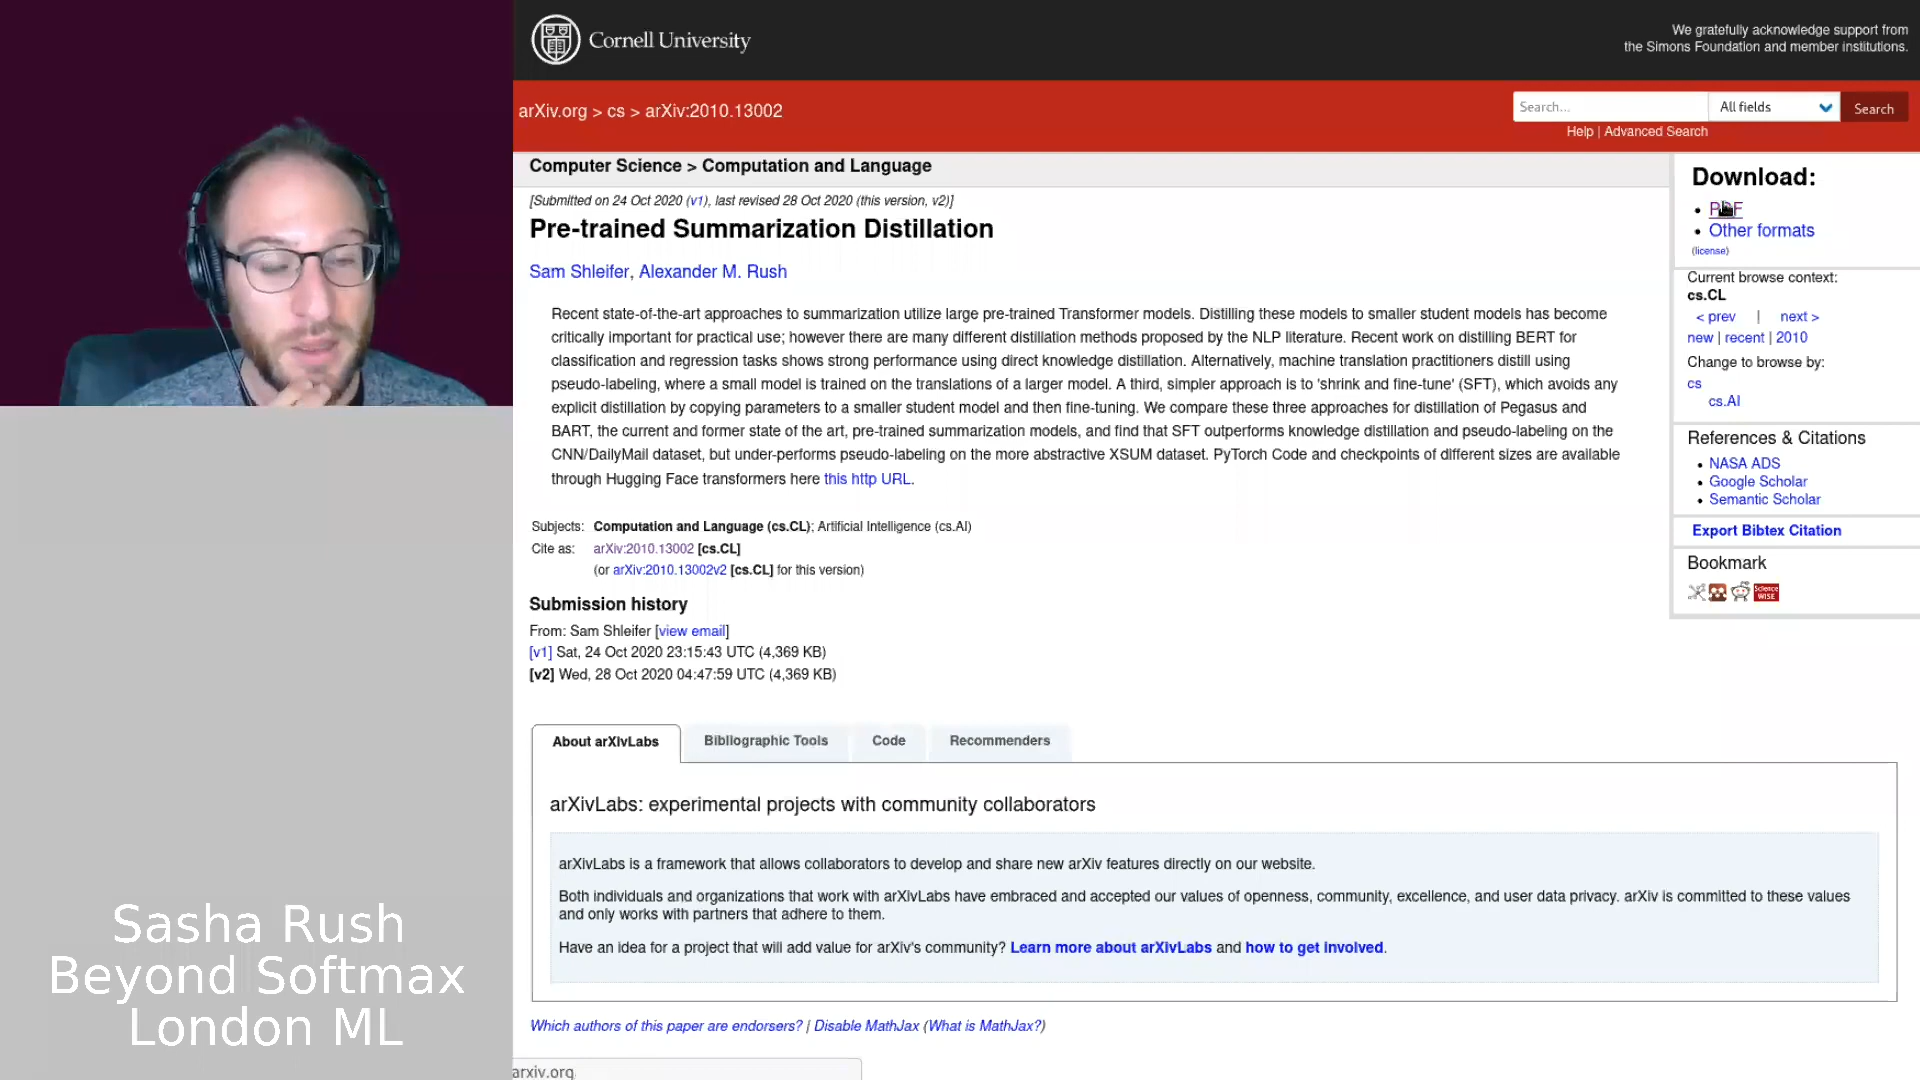 Cornell University
We gratefully acknowledge support from
the Simons Foundation and member institutions.
arXiv.org > cs > arXiv:2010.13002
Search...
All fields
Search
Help | Advanced Search
Computer Science > Computation and Language
[Submitted on 24 Oct 2020 (v1), last revised 28 Oct 2020 (this version, v2)]
Pre-trained Summarization Distillation
Sam Shleifer, Alexander M. Rush
Recent state-of-the-art approaches to summarization utilize large pre-trained Transformer models. Distilling these models to smaller student models has become
critically important for practical use; however there are many different distillation methods proposed by the NLP literature. Recent work on distilling BERT for
classification and regression tasks shows strong performance using direct knowledge distillation. Alternatively, machine translation practitioners distill using
pseudo-labeling, where a small model is trained on the translations of a larger model. A third, simpler approach is to 'shrink and fine-tune' (SFT), which avoids any
explicit distillation by copying parameters to a smaller student model and then fine-tuning. We compare these three approaches for distillation of Pegasus and
BART, the current and former state of the art, pre-trained summarization models, and find that SFT outperforms knowledge distillation and pseudo-labeling on the
CNN/DailyMail dataset, but under-performs pseudo-labeling on the more abstractive XSUM dataset. PyTorch Code and checkpoints of different sizes are available
through Hugging Face transformers here this http URL.
Subjects: Computation and Language (cs.CL); Artificial Intelligence (cs.AI)
Cite as: arXiv:2010.13002 [cs.CL]
(or arXiv:2010.13002v2 [cs.CL] for this version)
Submission history
From: Sam Shleifer [view email]
[v1] Sat, 24 Oct 2020 23:15:43 UTC (4,369 KB)
[v2] Wed, 28 Oct 2020 04:47:59 UTC (4,369 KB)
Download:
PDF
Other formats
(license)
Current browse context:
cs.CL
< prev | next >
new | recent | 2010
Change to browse by:
cs
cs.AI
References & Citations
NASA ADS
Google Scholar
Semantic Scholar
Export Bibtex Citation
Bookmark
Science
WISE
About arXivLabs
Bibliographic Tools
Code
Recommenders
arXivLabs: experimental projects with community collaborators
arXivLabs is a framework that allows collaborators to develop and share new arXiv features directly on our website.
Both individuals and organizations that work with arXivLabs have embraced and accepted our values of openness, community, excellence, and user data privacy. arXiv is committed to these values
and only works with partners that adhere to them.
Have an idea for a project that will add value for arXiv's community? Learn more about arXivLabs and how to get involved.
Which authors of this paper are endorsers? | Disable MathJax (What is MathJax?)
arxiv.org
Sasha Rush
Beyond Softmax
London ML